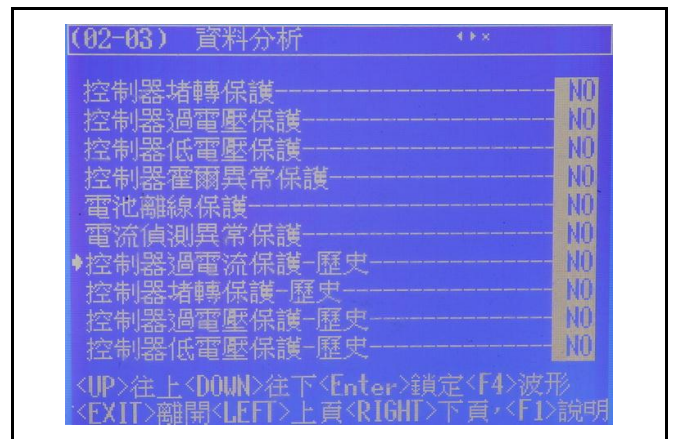 (02-03) 資料分析
控制器堵轉保護------------------------------ NO
控制器過電壓保護---------------------------- NO
控制器低電壓保護---------------------------- NO
控制器霍爾異常保護-------------------------- NO
電池離線保護-------------------------------- NO
電流偵測異常保護---------------------------- NO
控制器過電流保護-歷史----------------------- NO
控制器堵轉保護-歷史------------------------- NO
控制器過電壓保護-歷史----------------------- NO
控制器低電壓保護-歷史----------------------- NO
<UP>往上<DOWN>往下<Enter>鎖定<F4>波形
<EXIT>離開<LEFT>上頁<RIGHT>下頁,<F1>說明